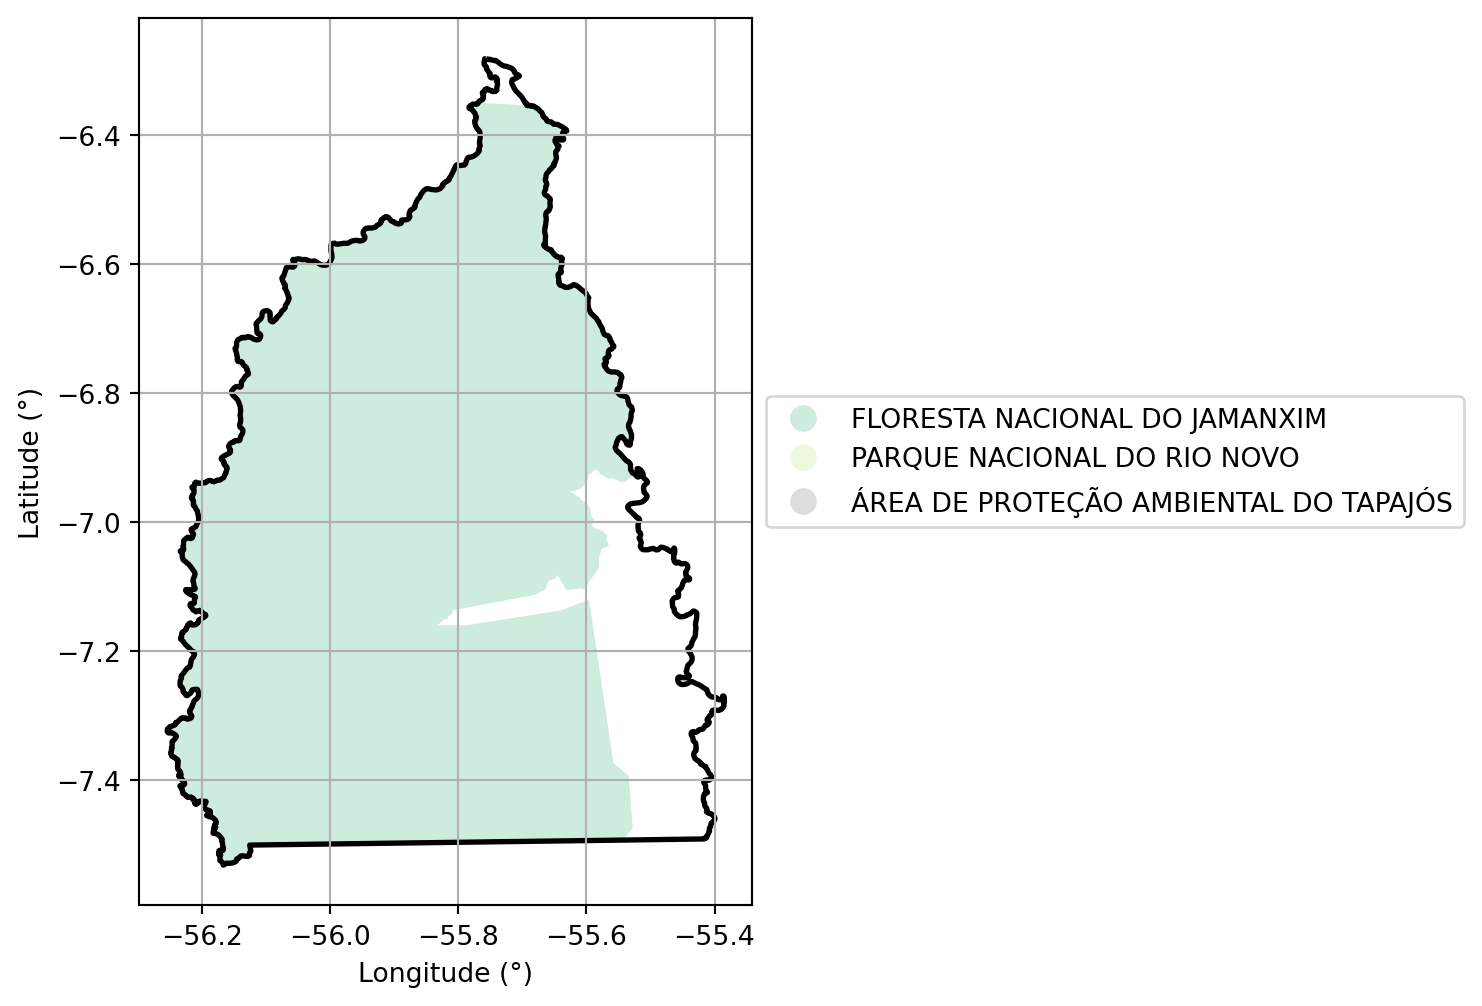 −6.4
−6.6
−6.8
−7.0
−7.2
−7.4
Latitude (°)
−56.2 −56.0 −55.8 −55.6 −55.4
Longitude (°)
FLORESTA NACIONAL DO JAMANXIM
PARQUE NACIONAL DO RIO NOVO
ÁREA DE PROTEÇÃO AMBIENTAL DO TAPAJÓS